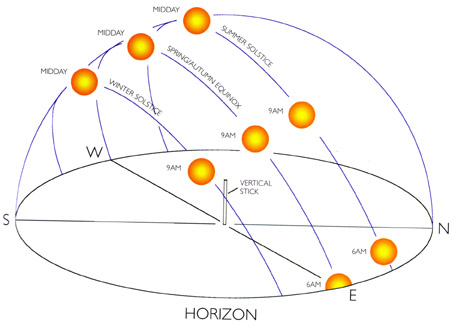 MIDDAY
MIDDAY
MIDDAY
SUMMER SOLSTICE
SPRING/AUTUMN EQUINOX
WINTER SOLSTICE
9AM
9AM
9AM
W
VERTICAL
STICK
S
N
6AM
6AM
E
HORIZON